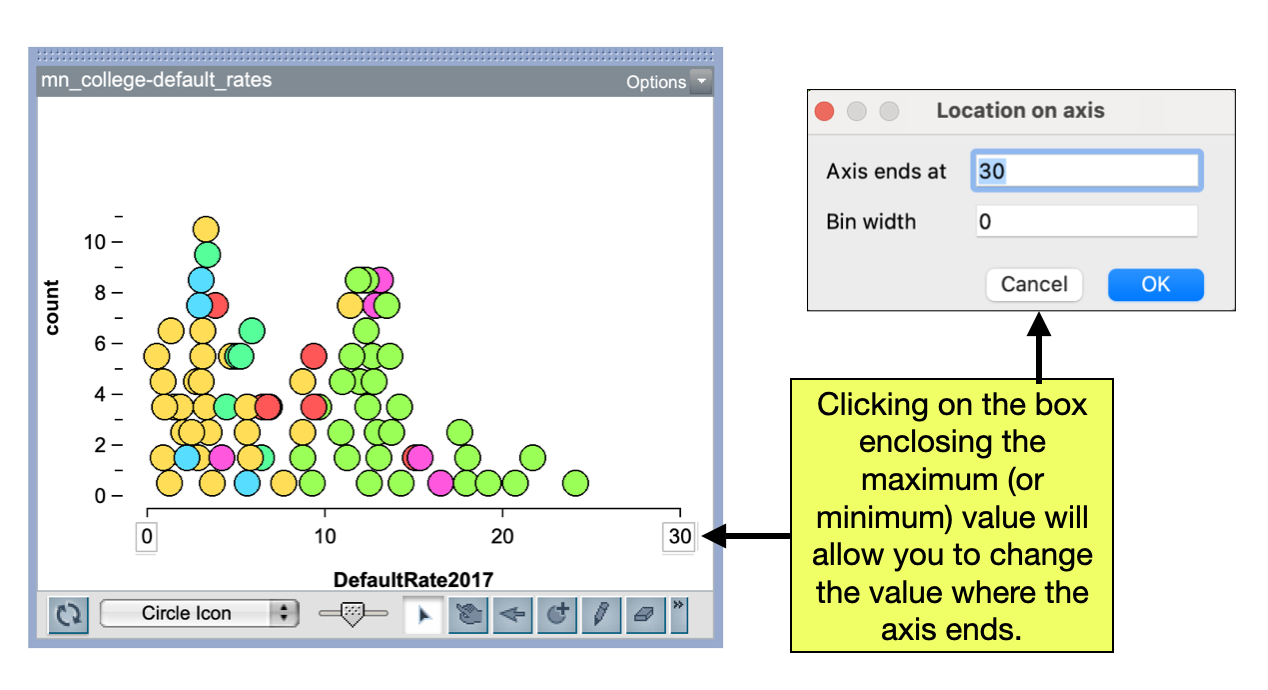 mn_college-default_rates
Options
count
10
8
6
4
2
0
0
10
20
30
DefaultRate2017
Circle Icon
»
Location on axis
Axis ends at
30
Bin width
0
Cancel
OK
Clicking on the box
enclosing the
maximum (or
minimum) value will
allow you to change
the value where the
axis ends.